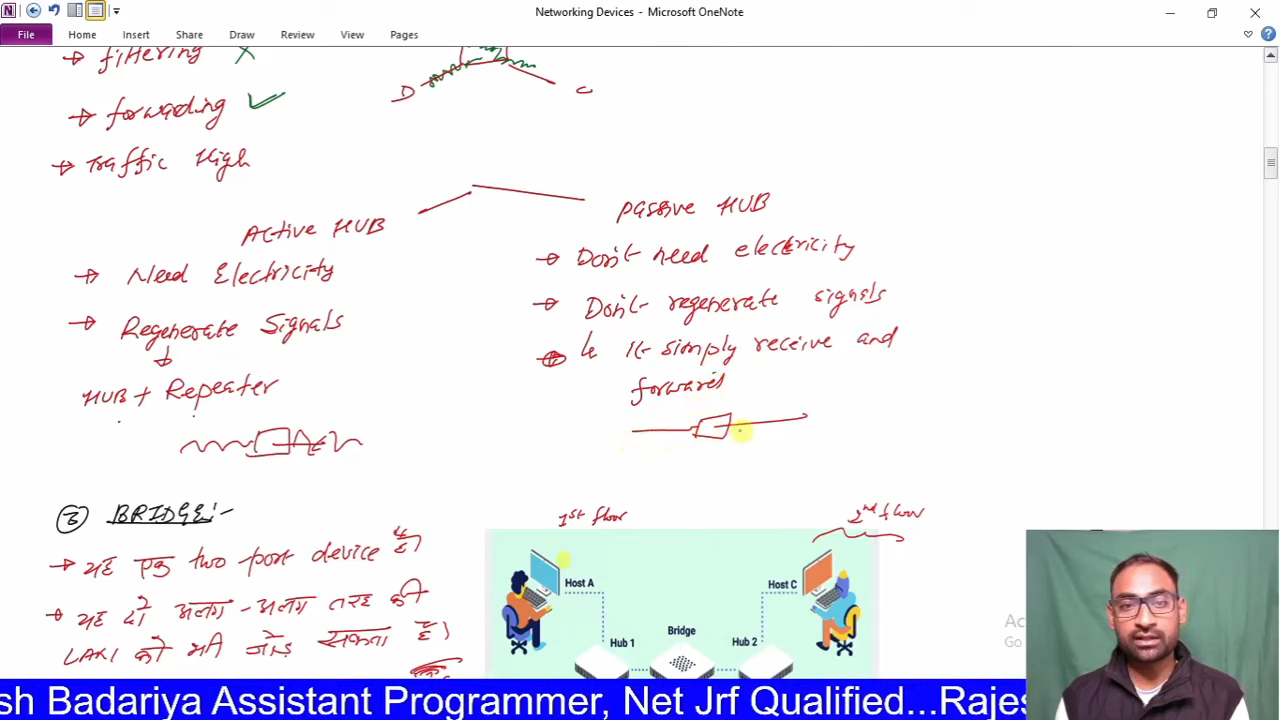 Networking Devices - Microsoft OneNote
File Home Insert Share Draw Review View Pages
→ filtering X
→ forwading ✓
→ Traffic High
D C
Active HUB
→ Need Electricity
→ Regenerate Signals
↓
HUB + Repeater
Passive HUB
→ Don't need electricity
→ Don't regenerate signals
↳ It simply receive and
forwards
③ BRIDGE:-
→ यह एक two port device है।
→ यह दो अलग-अलग तरह की
LAN को भी जोड़ सकता है।
1st floor
2nd floor
Host A
Host C
Hub 1
Bridge
Hub 2
Go
sh Badariya Assistant Programmer, Net Jrf Qualified...Rajes